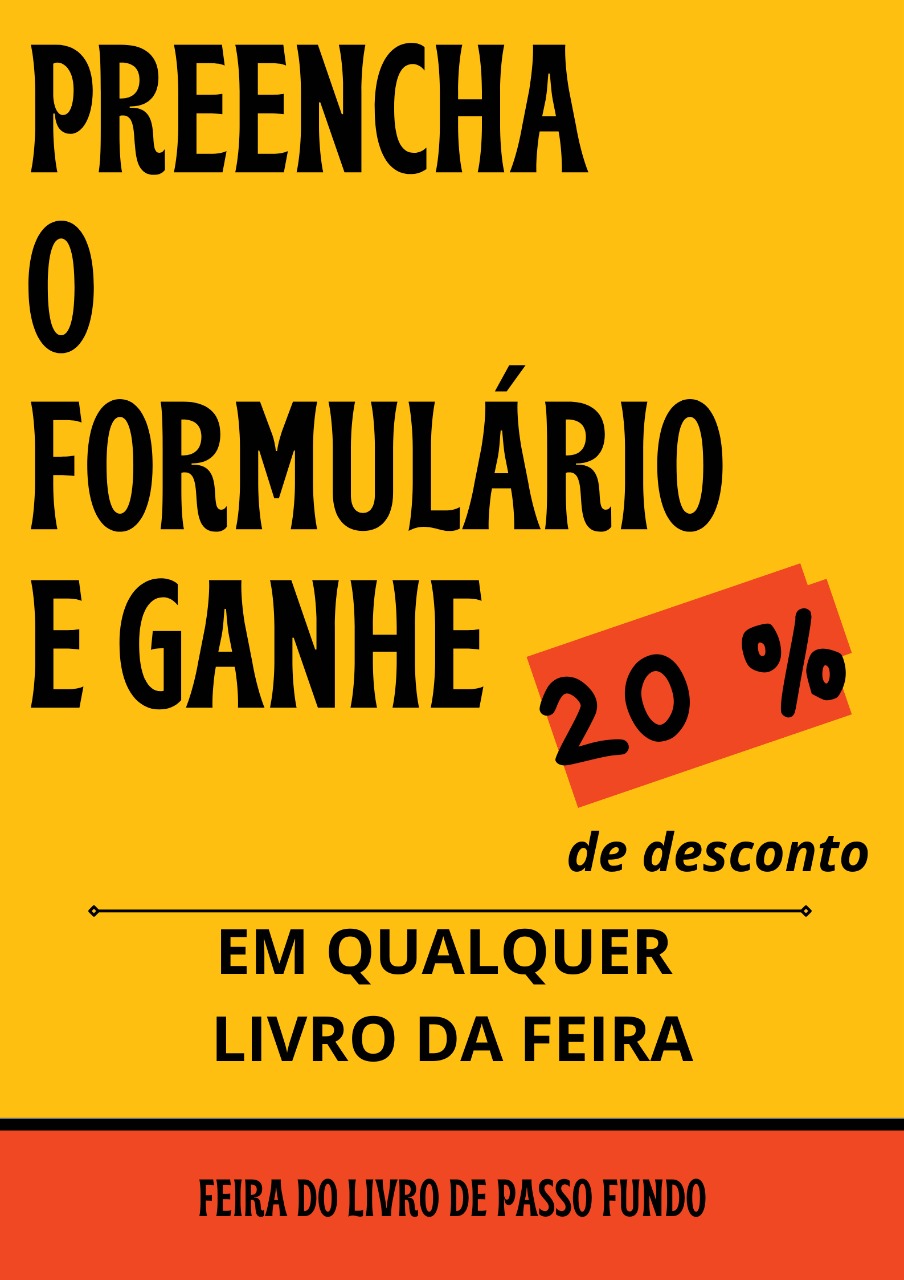 PREENCHA
O
FORMULÁRIO
E GANHE
20 %
de desconto
EM QUALQUER
LIVRO DA FEIRA
FEIRA DO LIVRO DE PASSO FUNDO